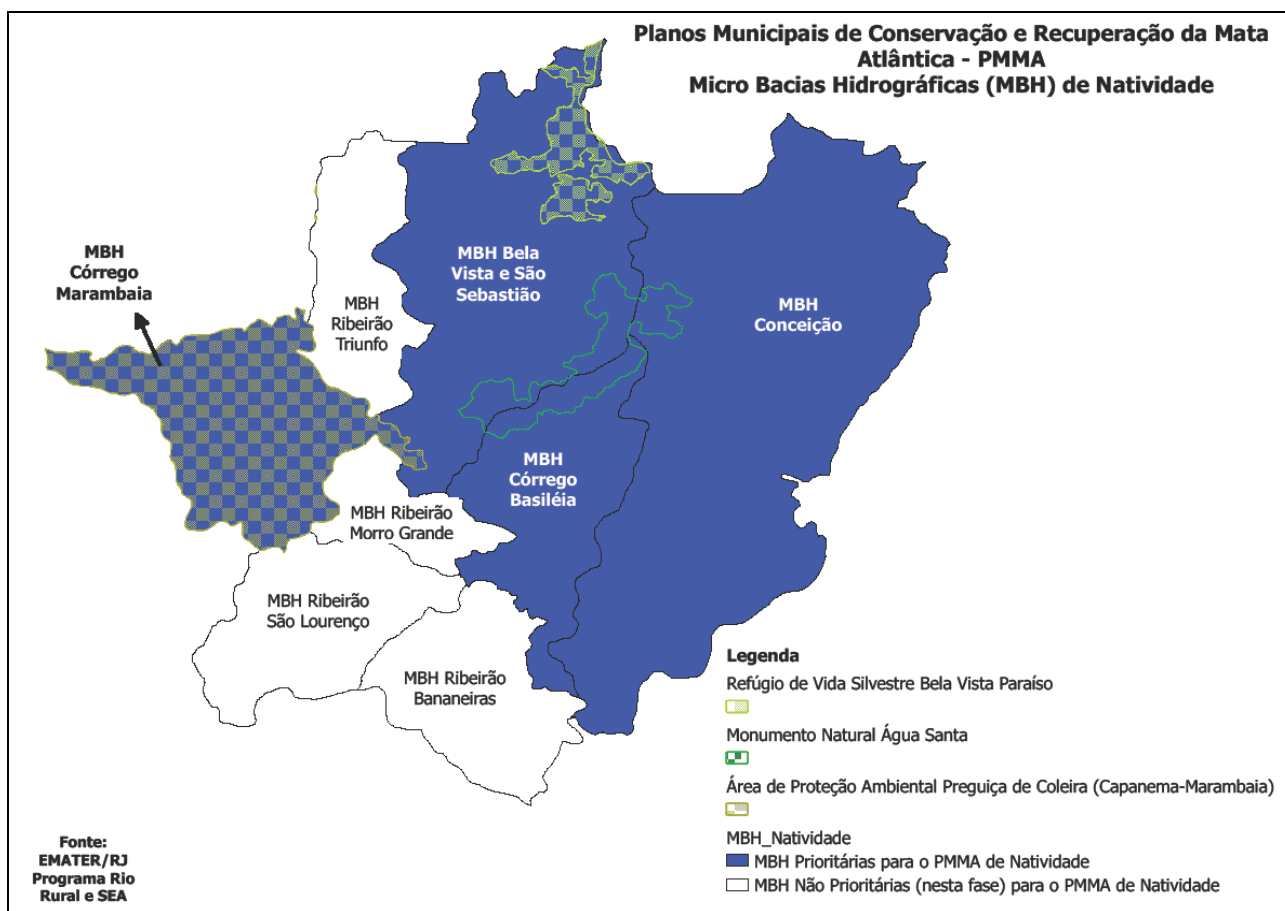 Planos Municipais de Conservação e Recuperação da Mata
Atlântica - PMMA
Micro Bacias Hidrográficas (MBH) de Natividade
MBH
Córrego
Marambaia
MBH
Ribeirão
Triunfo
MBH Bela
Vista e São
Sebastião
MBH
Conceição
MBH
Córrego
Basiléia
MBH Ribeirão
Morro Grande
MBH Ribeirão
São Lourenço
MBH Ribeirão
Bananeiras
Legenda
Refúgio de Vida Silvestre Bela Vista Paraíso
Monumento Natural Água Santa
Área de Proteção Ambiental Preguiça de Coleira (Capanema-Marambaia)
MBH_Natividade
MBH Prioritárias para o PMMA de Natividade
MBH Não Prioritárias (nesta fase) para o PMMA de Natividade
Fonte:
EMATER/RJ
Programa Rio
Rural e SEA